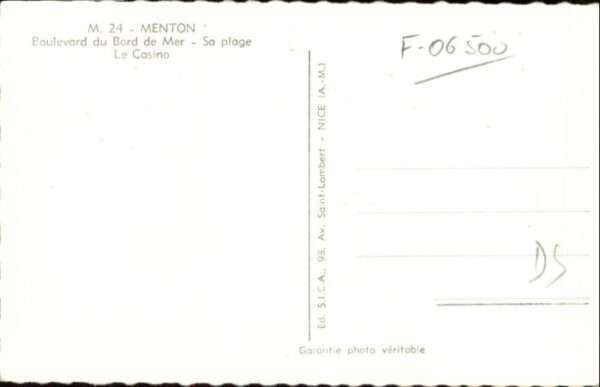 M. 24 - MENTON
Boulevard du Bord de Mer - Sa plage
Le Casino
F-06500
Ed. S.I.C.A., 98, Av. Saint-Lambert - NICE (A.-M.)
DS
Garantie photo véritable